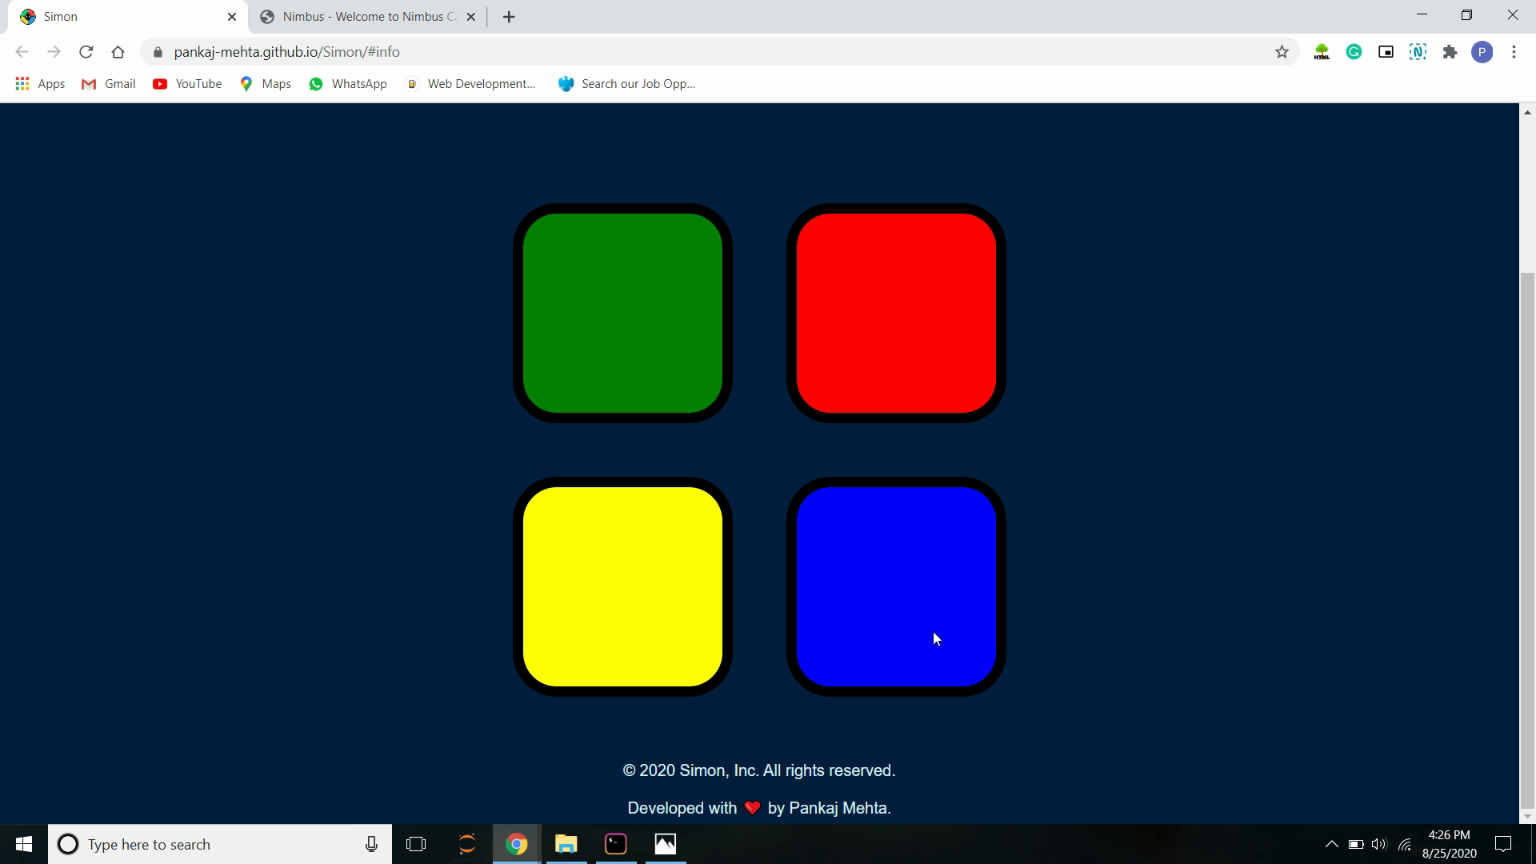 Simon
Nimbus - Welcome to Nimbus
pankaj-mehta.github.io/Simon/#info
HTML
P
Apps
Gmail
YouTube
Maps
WhatsApp
Web Development...
Search our Job Opp...
© 2020 Simon, Inc. All rights reserved.
Developed with ❤ by Pankaj Mehta.
Type here to search
4:26 PM
8/25/2020